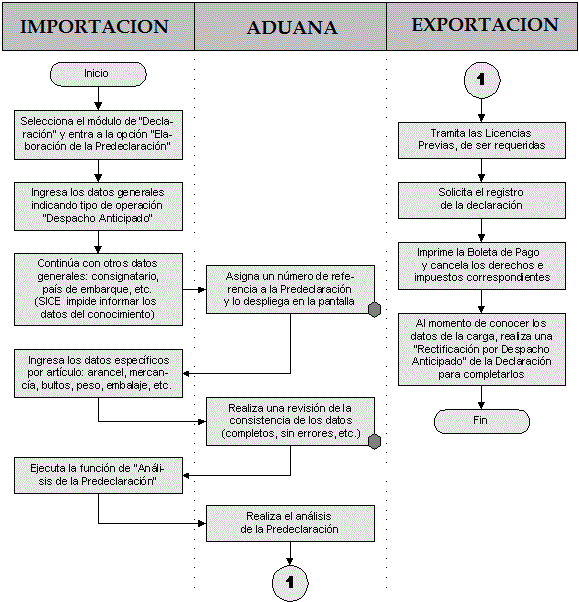 IMPORTACION
ADUANA
EXPORTACION
Inicio
Selecciona el módulo de "Decla-
ración" y entra a la opción "Ela-
boración de la Predeclaración"
Ingresa los datos generales
indicando tipo de operación
"Despacho Anticipado"
Continúa con otros datos
generales: consignatario,
país de embarque, etc.
(SICE impide informar los
datos del conocimiento)
Asigna un número de refe-
rencia a la Predeclaración
y lo despliega en la pantalla
Ingresa los datos específicos
por artículo: arancel, mercan-
cía, bultos, peso, embalaje, etc.
Realiza una revisión de la
consistencia de los datos
(completos, sin errores, etc.)
Ejecuta la función de "Análi-
sis de la Predeclaración"
Realiza el análisis
de la Predeclaración
1
1
Tramita las Licencias
Previas, de ser requeridas
Solicita el registro
de la declaración
Imprime la Boleta de Pago
y cancela los derechos e
impuestos correspondientes
Al momento de conocer los
datos de la carga, realiza una
"Rectificación por Despacho
Anticipado" de la Declaración
para completarlos
Fin